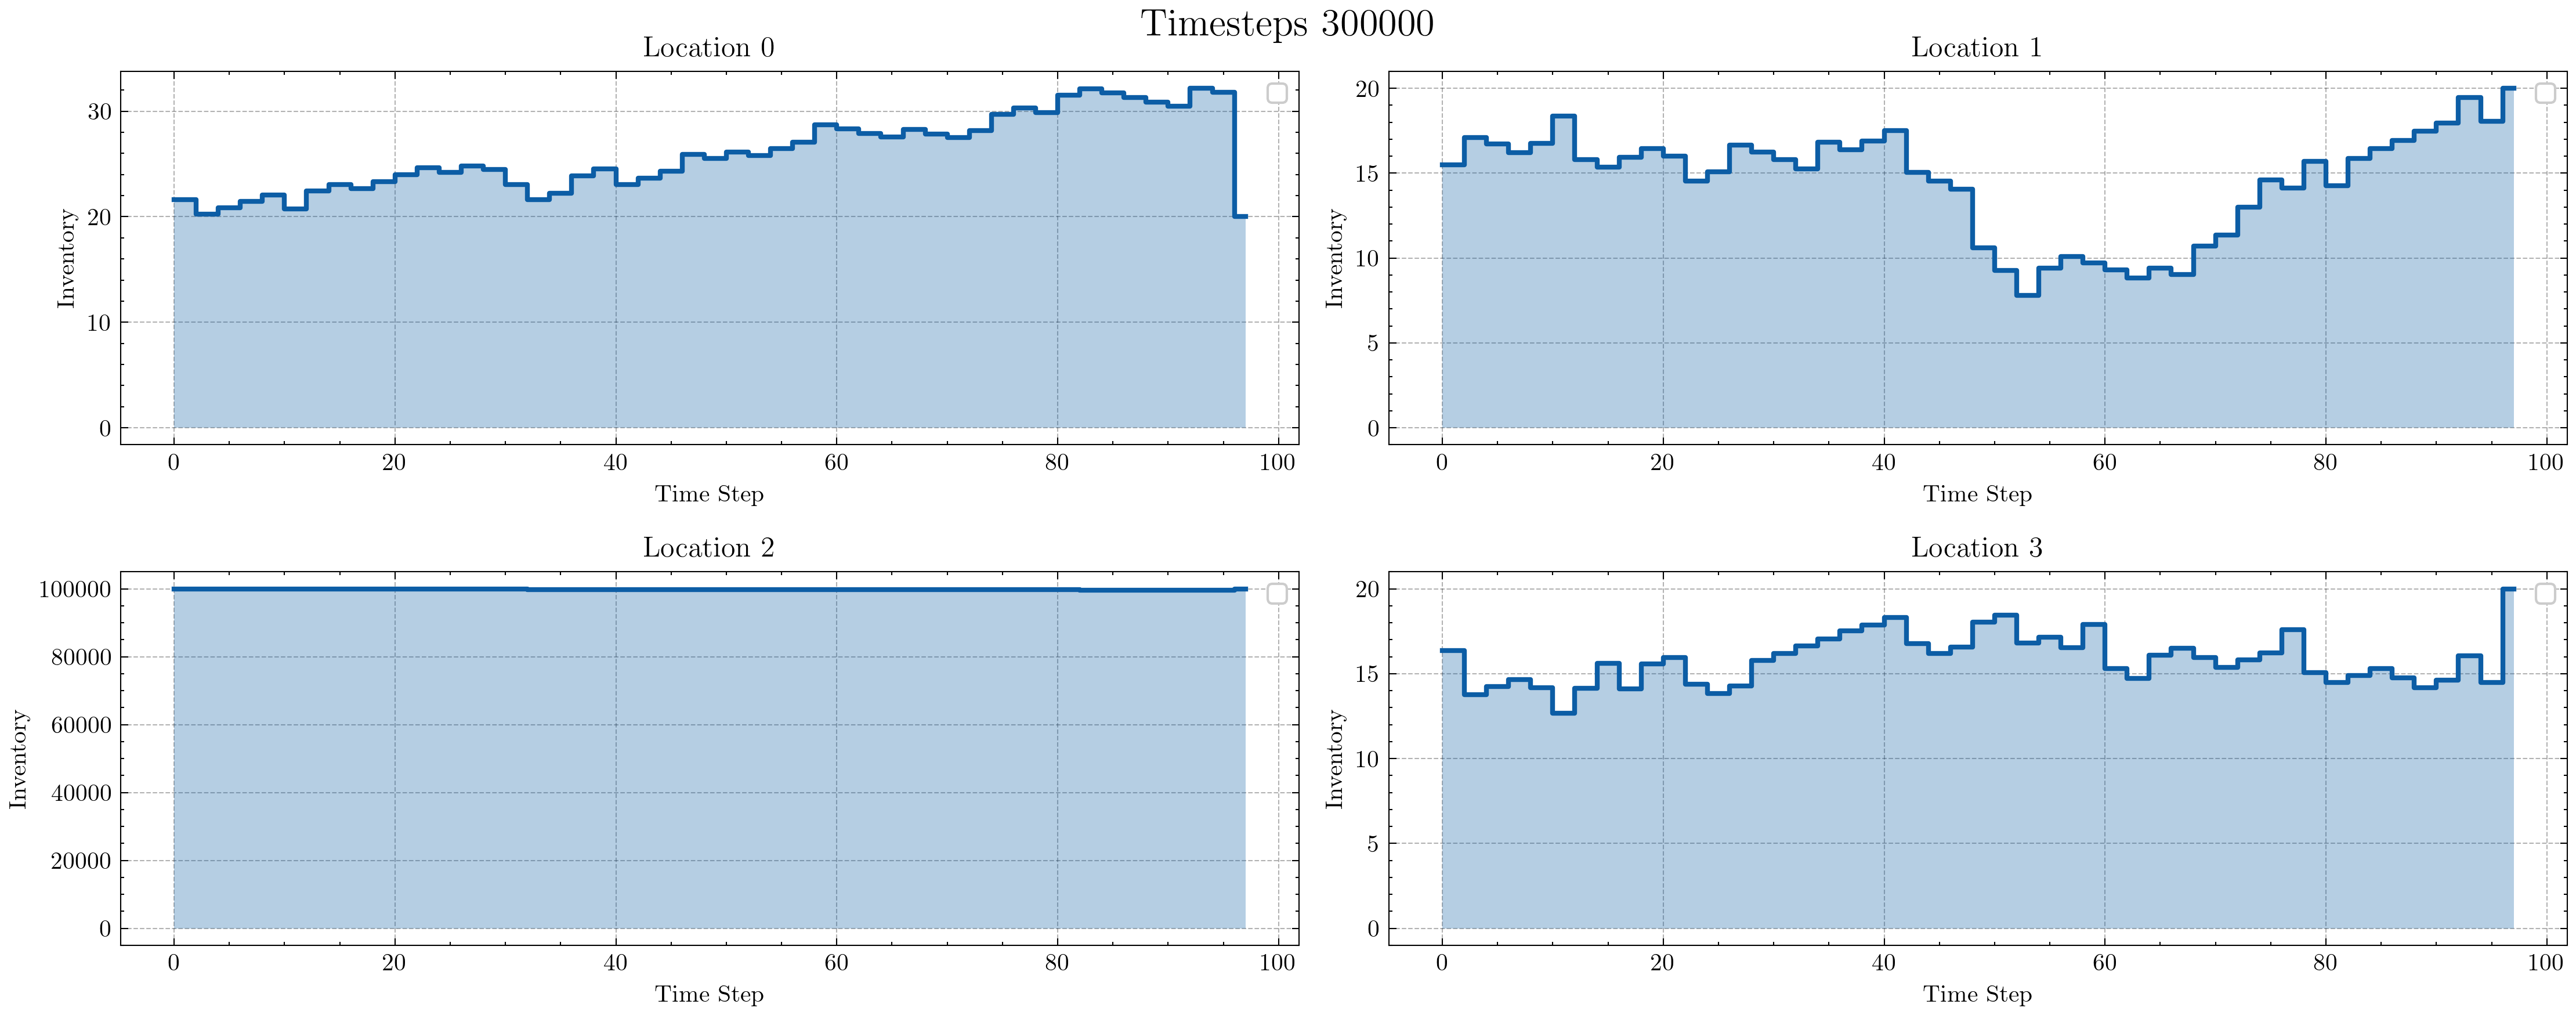 Timesteps 300000
Location 0
Inventory
30
20
10
0
0 20 40 60 80 100
Time Step
Location 1
Inventory
20
15
10
5
0
0 20 40 60 80 100
Time Step
Location 2
Inventory
100000
80000
60000
40000
20000
0
0 20 40 60 80 100
Time Step
Location 3
Inventory
20
15
10
5
0
0 20 40 60 80 100
Time Step